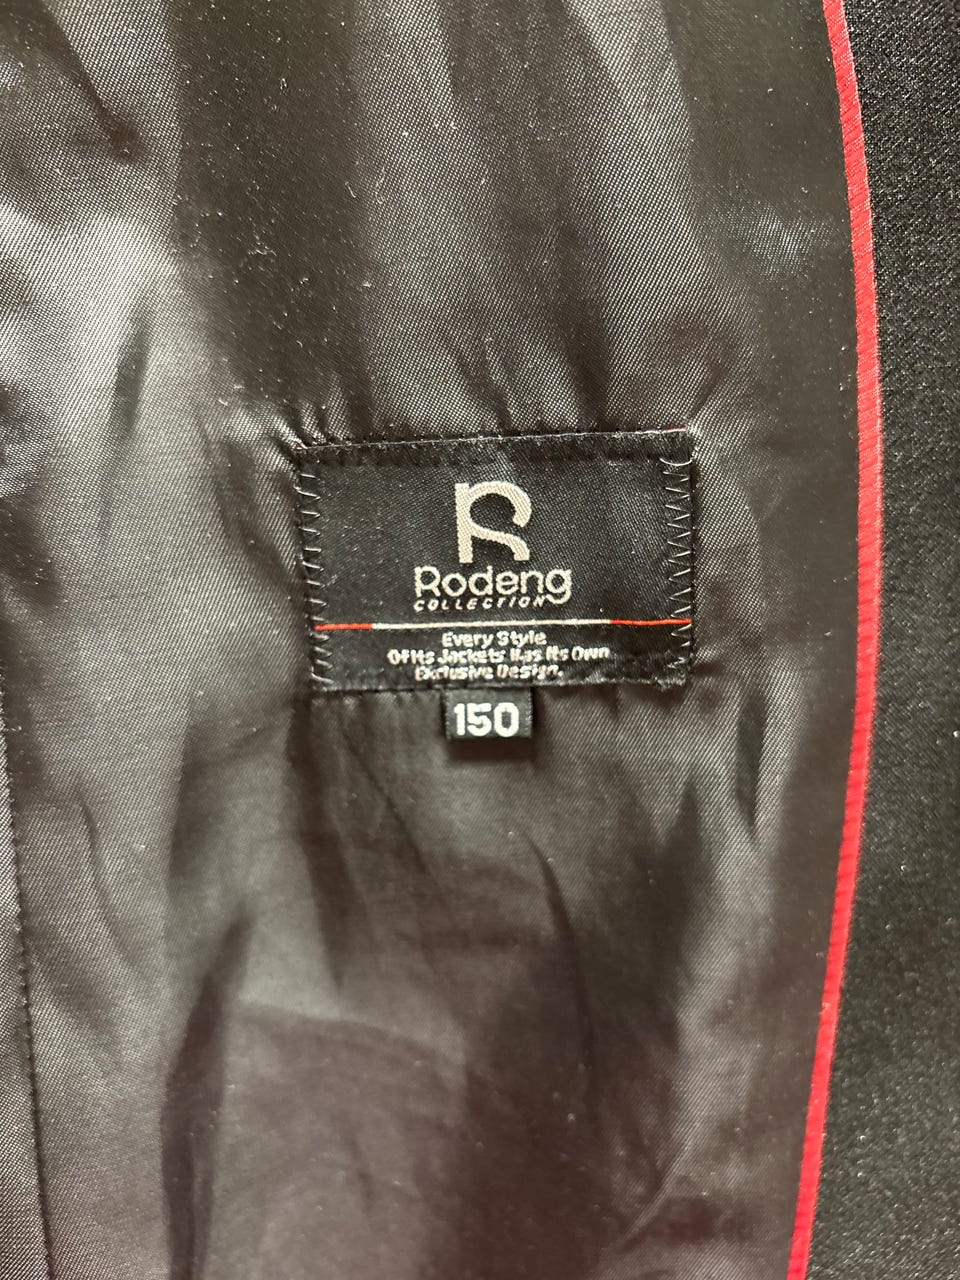 R
Rodeng
COLLECTION
Every Style
Of Its Jackets Has Its Own
Exclusive Design.
150